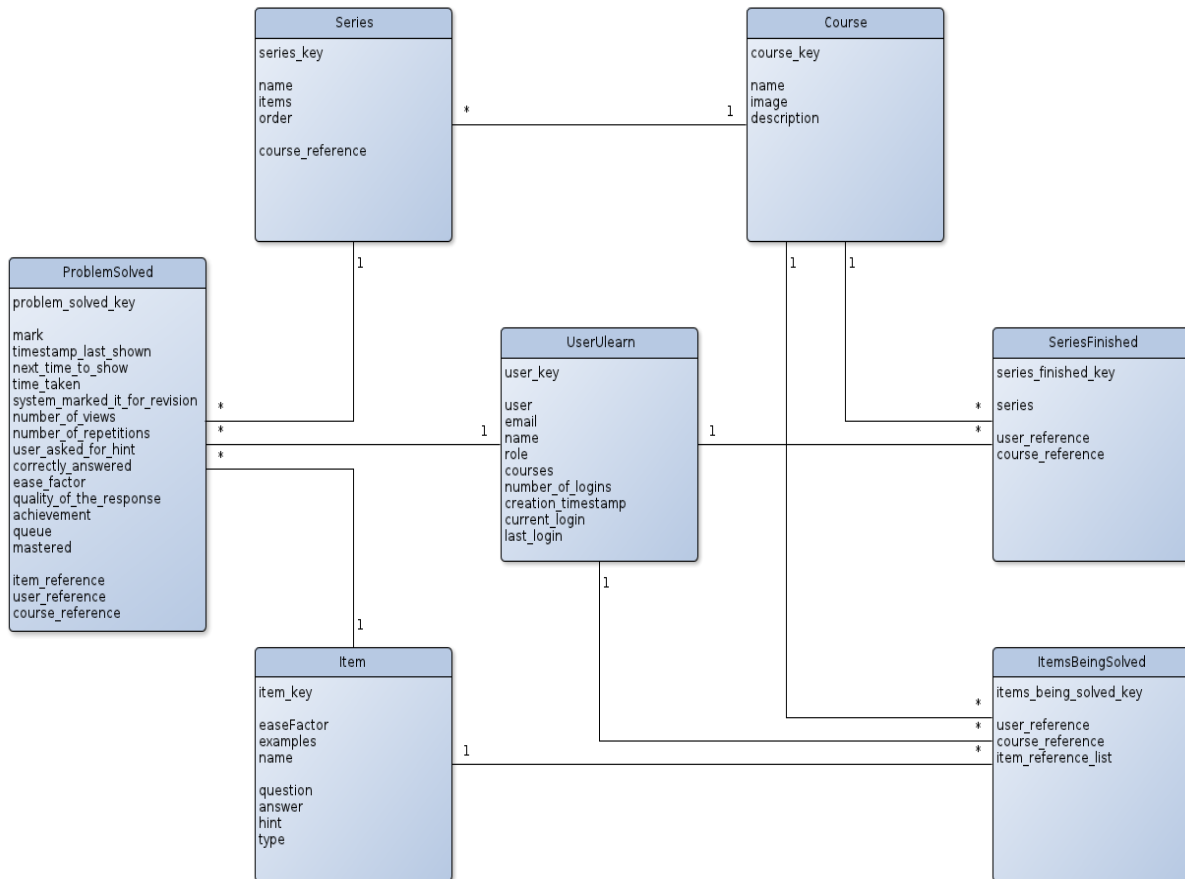 Series
series_key
name
items
order
course_reference
*
1
Course
course_key
name
image
description
1
1
1
ProblemSolved
problem_solved_key
mark
timestamp_last_shown
next_time_to_show
time_taken
system_marked_it_for_revision
number_of_views
number_of_repetitions
user_asked_for_hint
correctly_answered
ease_factor
quality_of_the_response
achievement
queue
mastered
item_reference
user_reference
course_reference
*
*
*
1
UserUlearn
user_key
user
email
name
role
courses
number_of_logins
creation_timestamp
current_login
last_login
1
*
*
SeriesFinished
series_finished_key
series
user_reference
course_reference
1
1
Item
item_key
easeFactor
examples
name
question
answer
hint
type
1
*
*
*
ItemsBeingSolved
items_being_solved_key
user_reference
course_reference
item_reference_list